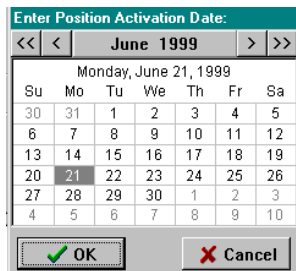 Enter Position Activation Date:
<< < June 1999 > >>
Monday, June 21, 1999
Su Mo Tu We Th Fr Sa
30 31 1 2 3 4 5
6 7 8 9 10 11 12
13 14 15 16 17 18 19
20 21 22 23 24 25 26
27 28 29 30 1 2 3
4 5 6 7 8 9 10
OK Cancel